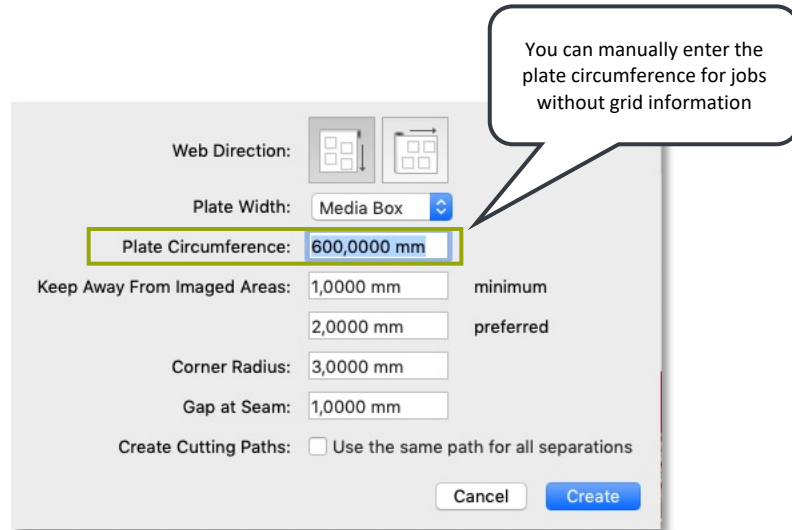 You can manually enter the
plate circumference for jobs
without grid information
Web Direction:
Plate Width: Media Box
Plate Circumference: 600,0000 mm
Keep Away From Imaged Areas: 1,0000 mm minimum
2,0000 mm preferred
Corner Radius: 3,0000 mm
Gap at Seam: 1,0000 mm
Create Cutting Paths: Use the same path for all separations
Cancel Create